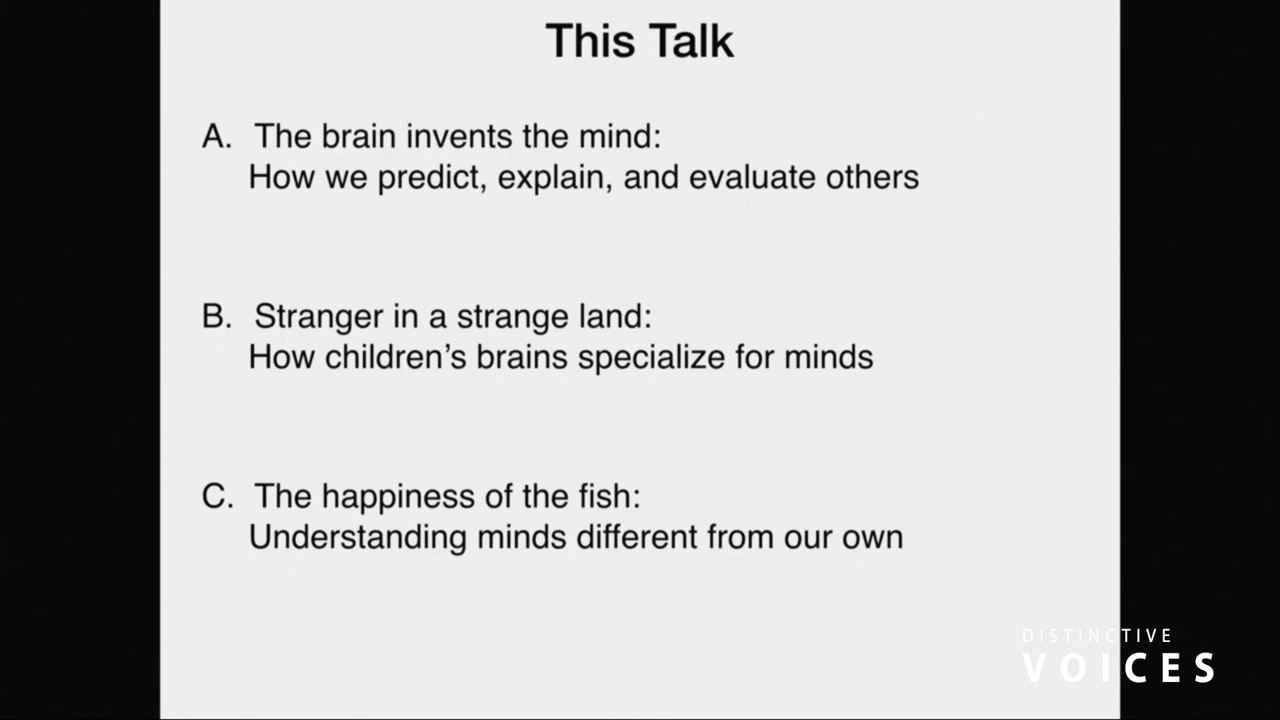 This Talk
A. The brain invents the mind:
How we predict, explain, and evaluate others
B. Stranger in a strange land:
How children’s brains specialize for minds
C. The happiness of the fish:
Understanding minds different from our own
DISTINCTIVE
VOICES